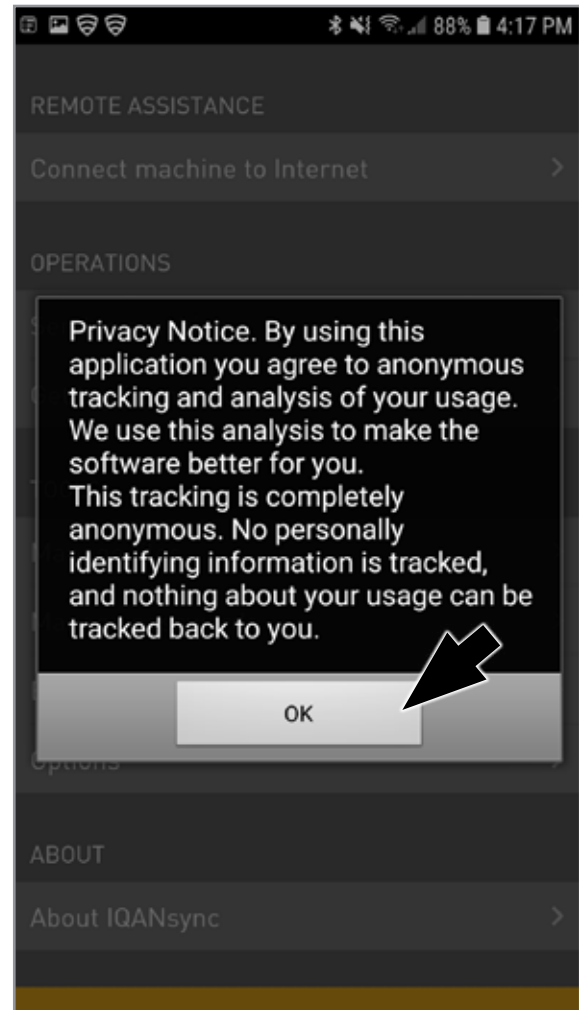 88% 4:17 PM
REMOTE ASSISTANCE
Connect machine to Internet
OPERATIONS
Privacy Notice. By using this
application you agree to anonymous
tracking and analysis of your usage.
We use this analysis to make the
software better for you.
This tracking is completely
anonymous. No personally
identifying information is tracked,
and nothing about your usage can be
tracked back to you.
OK
Options
ABOUT
About IQANsync